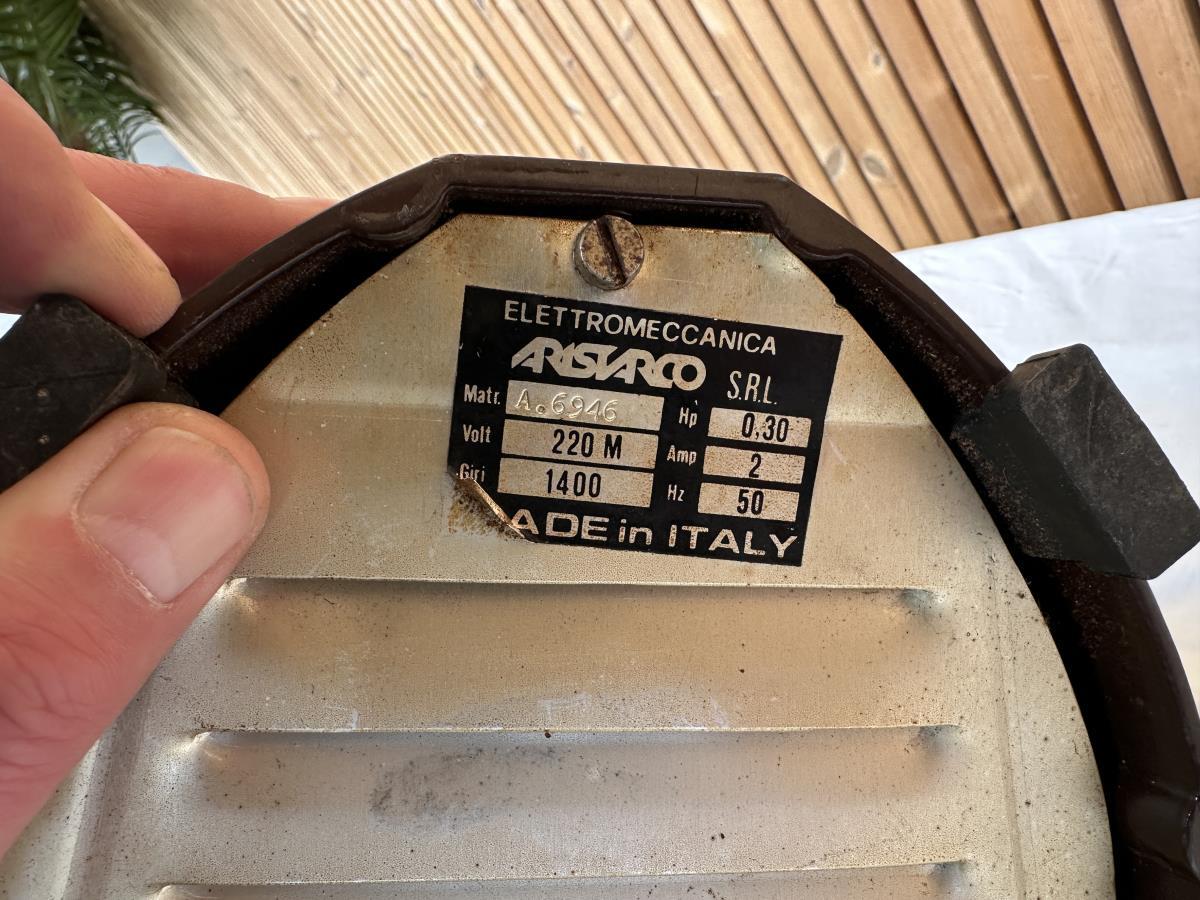 ELETTROMECCANICA
ARISTARCO S.R.L.
Matr. A.6946 Hp 0,30
Volt 220 M Amp 2
Giri 1400 Hz 50
ADE in ITALY